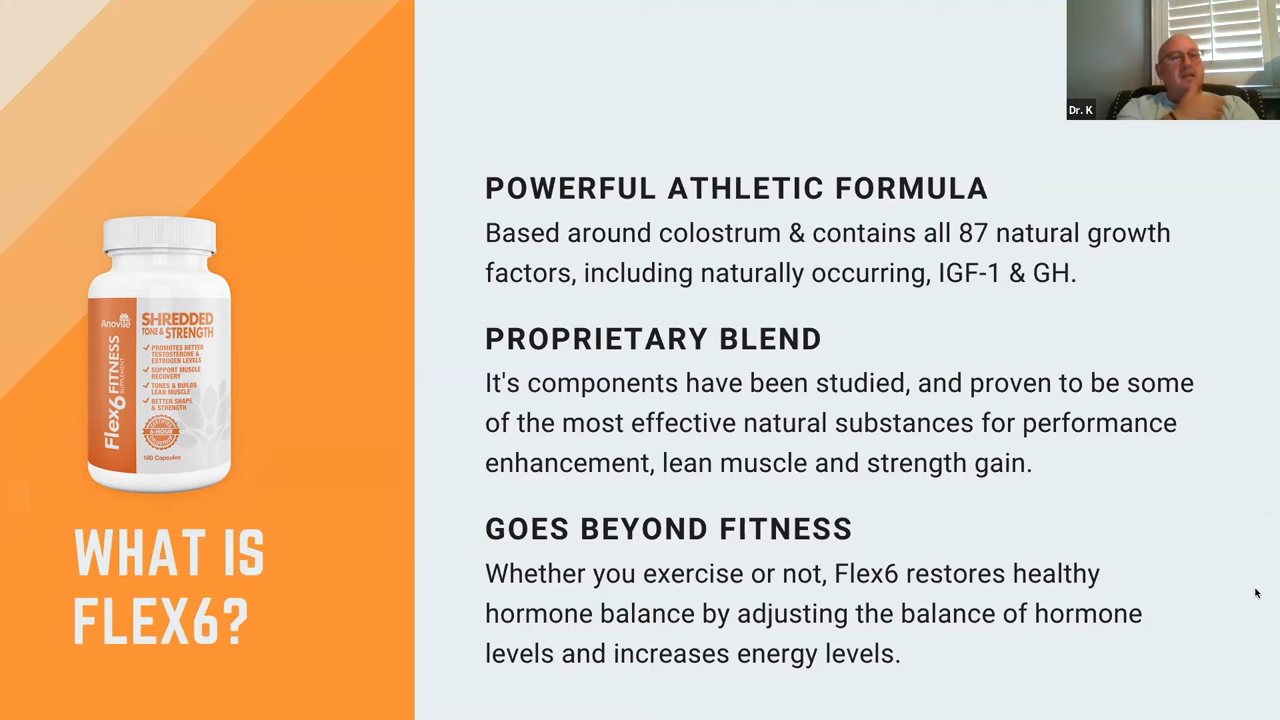 Dr. K
POWERFUL ATHLETIC FORMULA
Based around colostrum & contains all 87 natural growth
factors, including naturally occurring, IGF-1 & GH.
PROPRIETARY BLEND
It's components have been studied, and proven to be some
of the most effective natural substances for performance
enhancement, lean muscle and strength gain.
GOES BEYOND FITNESS
Whether you exercise or not, Flex6 restores healthy
hormone balance by adjusting the balance of hormone
levels and increases energy levels.
Anovite
Flex6 FITNESS
SUPPLEMENT
SHREDDED
TONE & STRENGTH
PROMOTES BETTER
TESTOSTERONE &
ESTROGEN LEVELS
SUPPORT MUSCLE
RECOVERY
TONES & BUILDS
LEAN MUSCLE
BETTER SHAPE
& STRENGTH
6-HOUR
180 Capsules
WHAT IS
FLEX6?